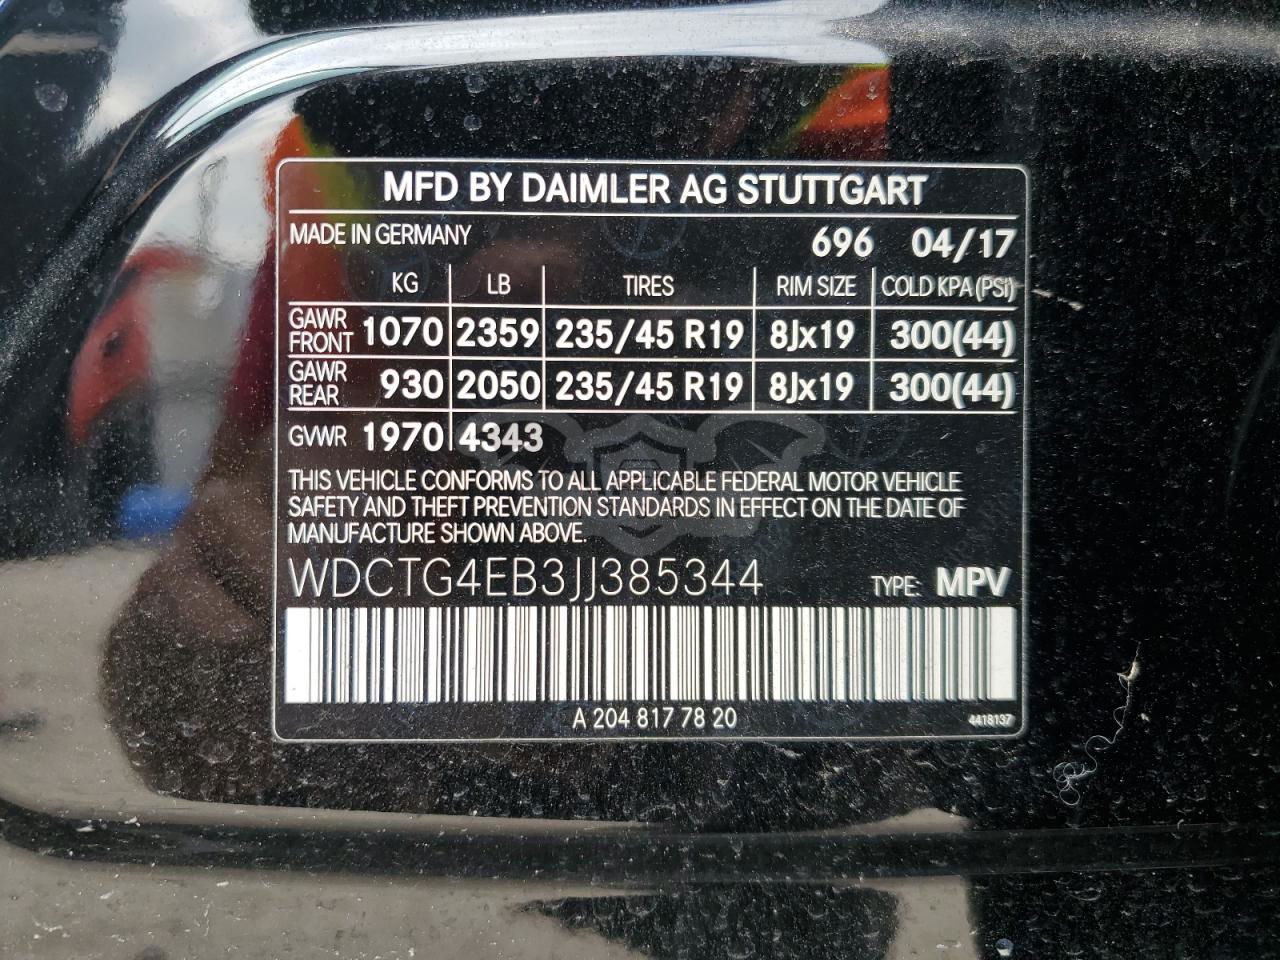 MFD BY DAIMLER AG STUTTGART
MADE IN GERMANY 696 04/17
KG LB TIRES RIM SIZE COLD KPA (PSI)
GAWR FRONT 1070 2359 235/45 R19 8Jx19 300(44)
GAWR REAR 930 2050 235/45 R19 8Jx19 300(44)
GVWR 1970 4343
THIS VEHICLE CONFORMS TO ALL APPLICABLE FEDERAL MOTOR VEHICLE
SAFETY AND THEFT PREVENTION STANDARDS IN EFFECT ON THE DATE OF
MANUFACTURE SHOWN ABOVE.
WDCTG4EB3JJ385344 TYPE: MPV
A 204 817 78 20 4418137